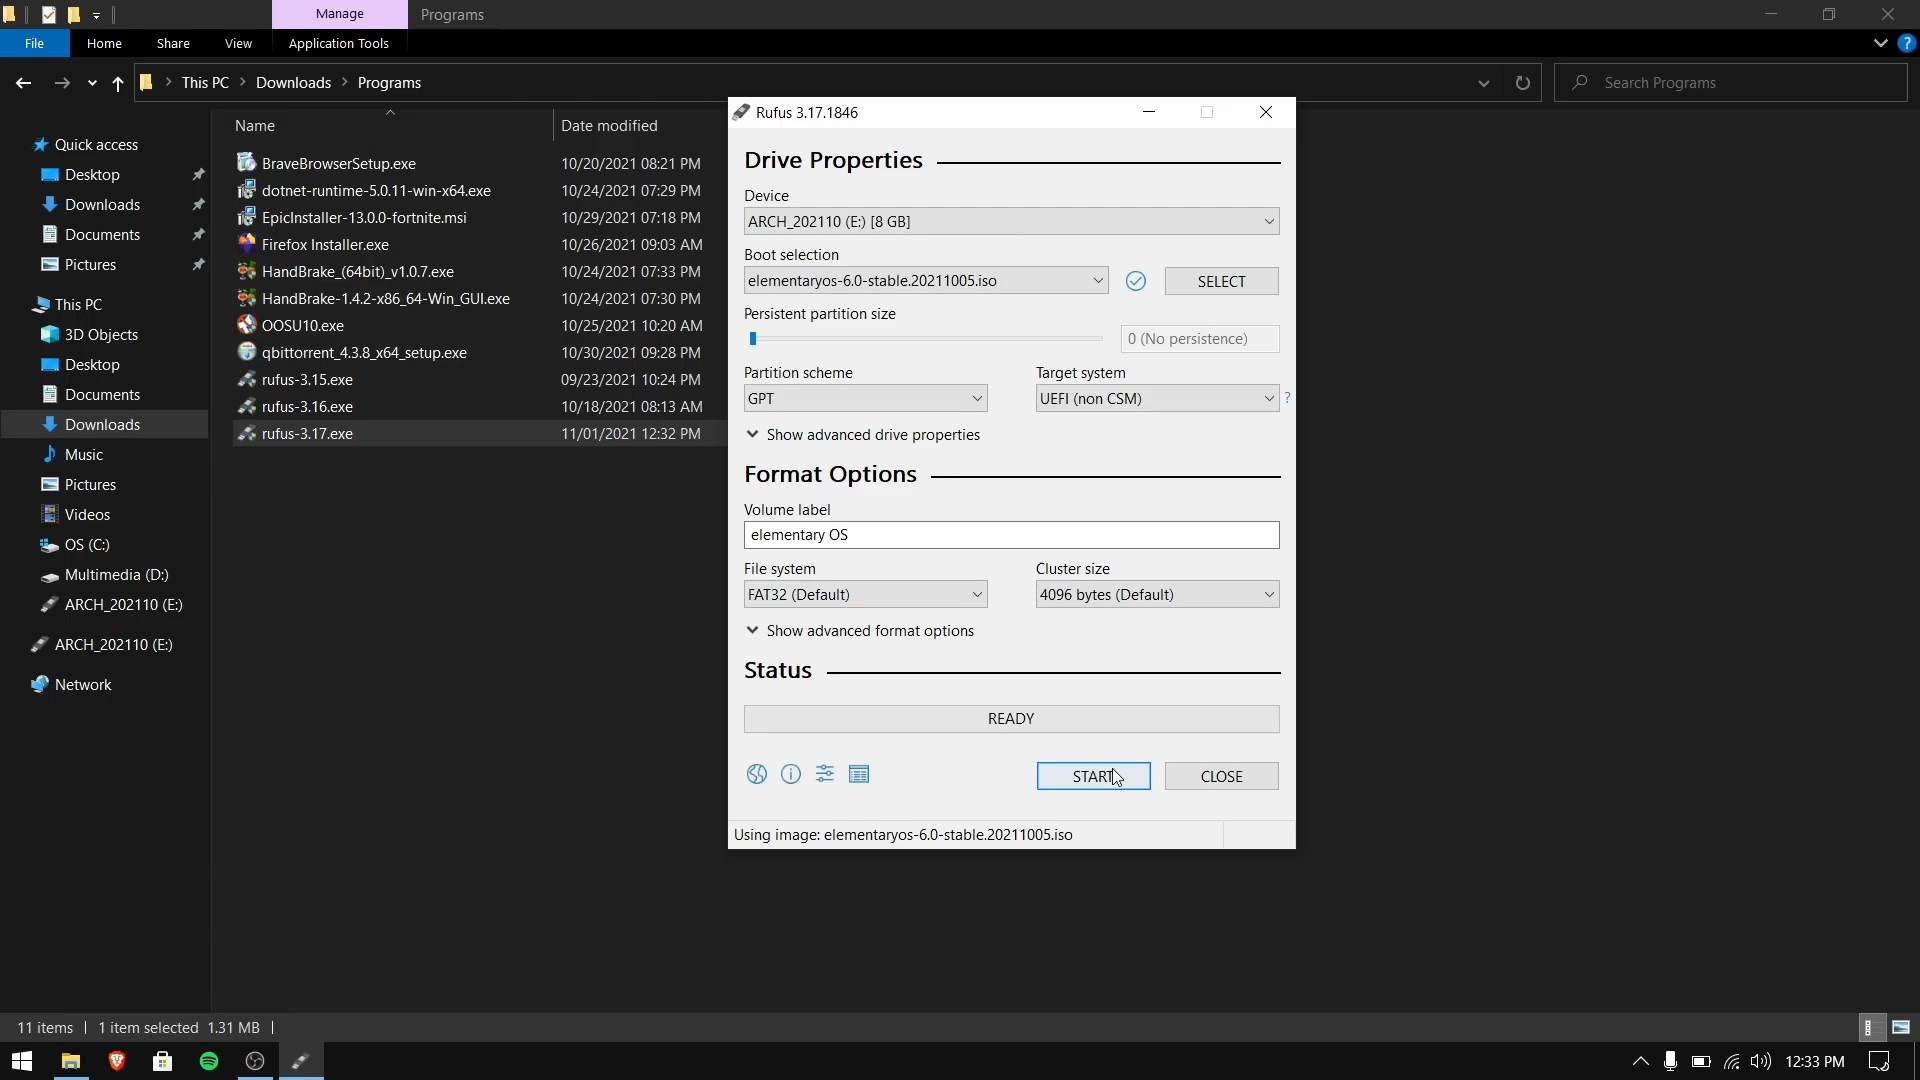 Manage
Programs
File
Home
Share
View
Application Tools
?
This PC
Downloads
Programs
Search Programs
Name
Date modified
Quick access
Desktop
Downloads
Documents
Pictures
This PC
3D Objects
Desktop
Documents
Downloads
Music
Pictures
Videos
OS (C:)
Multimedia (D:)
ARCH_202110 (E:)
ARCH_202110 (E:)
Network
BraveBrowserSetup.exe 10/20/2021 08:21 PM
dotnet-runtime-5.0.11-win-x64.exe 10/24/2021 07:29 PM
EpicInstaller-13.0.0-fortnite.msi 10/29/2021 07:18 PM
Firefox Installer.exe 10/26/2021 09:03 AM
HandBrake_(64bit)_v1.0.7.exe 10/24/2021 07:33 PM
HandBrake-1.4.2-x86_64-Win_GUI.exe 10/24/2021 07:30 PM
OOSU10.exe 10/25/2021 10:20 AM
qbittorrent_4.3.8_x64_setup.exe 10/30/2021 09:28 PM
rufus-3.15.exe 09/23/2021 10:24 PM
rufus-3.16.exe 10/18/2021 08:13 AM
rufus-3.17.exe 11/01/2021 12:32 PM
Rufus 3.17.1846
Drive Properties
Device
ARCH_202110 (E:) [8 GB]
Boot selection
elementaryos-6.0-stable.20211005.iso
SELECT
Persistent partition size
0 (No persistence)
Partition scheme
Target system
GPT
UEFI (non CSM)
?
Show advanced drive properties
Format Options
Volume label
elementary OS
File system
Cluster size
FAT32 (Default)
4096 bytes (Default)
Show advanced format options
Status
READY
START
CLOSE
Using image: elementaryos-6.0-stable.20211005.iso
11 items
1 item selected 1.31 MB
12:33 PM